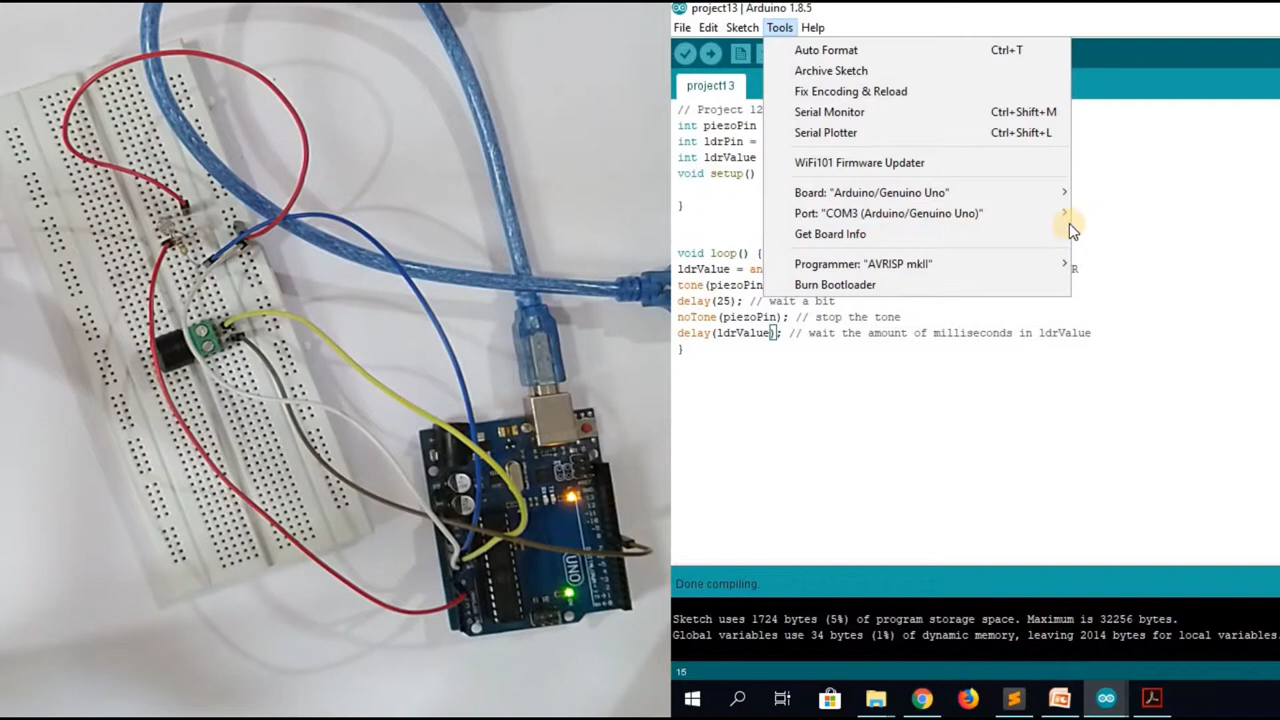 project13 | Arduino 1.8.5
File Edit Sketch Tools Help
Auto Format Ctrl+T
Archive Sketch
project13
Fix Encoding & Reload
// Project 12
Serial Monitor Ctrl+Shift+M
int piezoPin
Serial Plotter Ctrl+Shift+L
int ldrPin =
int ldrValue
WiFi101 Firmware Updater
void setup()
Board: "Arduino/Genuino Uno"
}
Port: "COM3 (Arduino/Genuino Uno)"
Get Board Info
void loop() {
Programmer: "AVRISP mkII"
ldrValue = an R
Burn Bootloader
tone(piezoPin
delay(25); // wait a bit
noTone(piezoPin); // stop the tone
delay(ldrValue); // wait the amount of milliseconds in ldrValue
}
UNO
Done compiling.
Sketch uses 1724 bytes (5%) of program storage space. Maximum is 32256 bytes.
Global variables use 34 bytes (1%) of dynamic memory, leaving 2014 bytes for local variables.
15